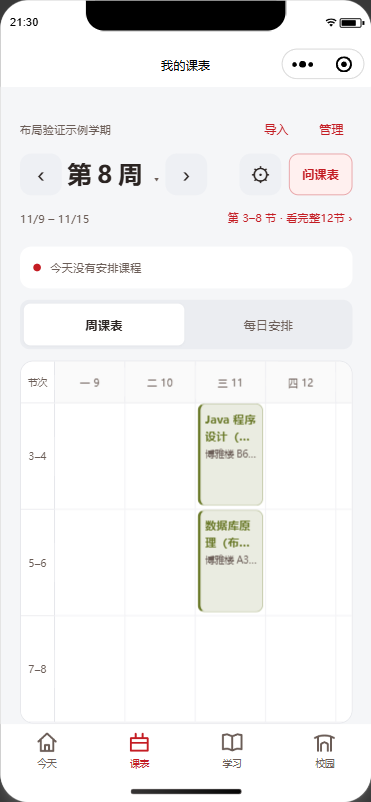 21:30
我的课表
布局验证示例学期 导入 管理
‹ 第 8 周 › 问课表
11/9 – 11/15 第 3–8 节 · 看完整12节 ›
今天没有安排课程
周课表 每日安排
节次 一 9 二 10 三 11 四 12
3–4
Java 程序
设计（...
博雅楼 B6...
5–6
数据库原
理（布...
博雅楼 A3...
7–8
今天 课表 学习 校园